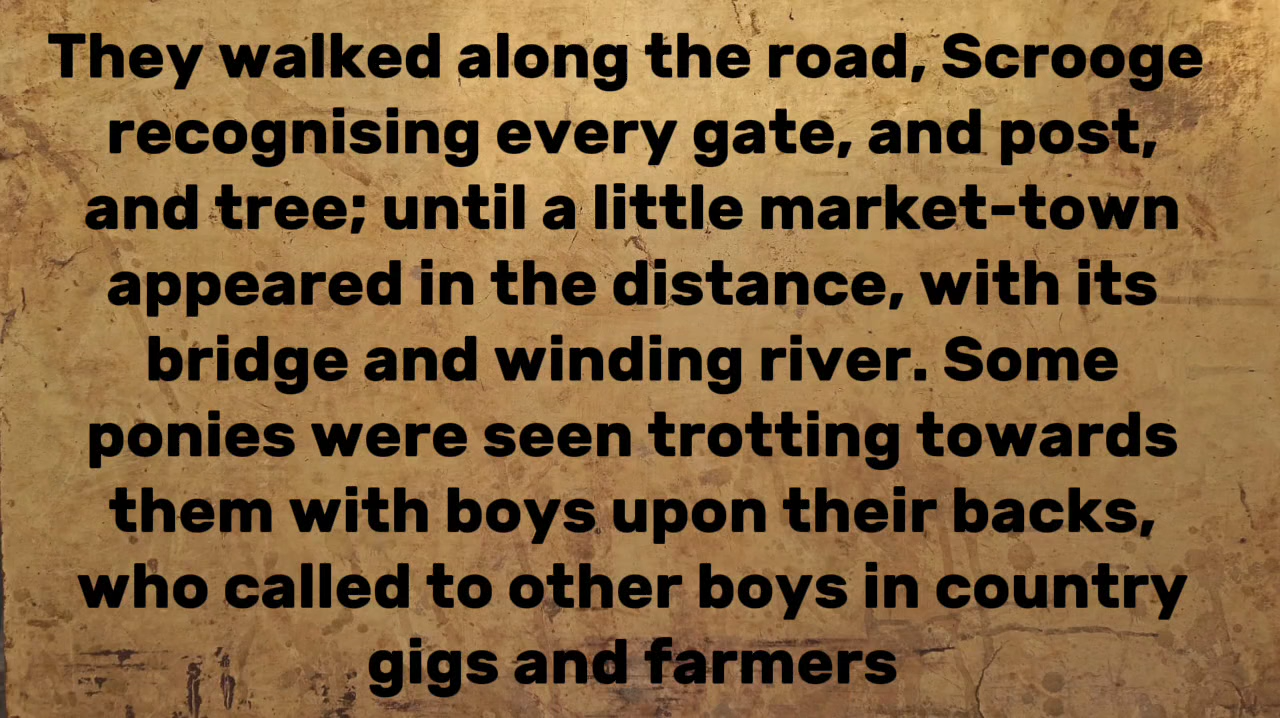 They walked along the road, Scrooge
recognising every gate, and post,
and tree; until a little market-town
appeared in the distance, with its
bridge and winding river. Some
ponies were seen trotting towards
them with boys upon their backs,
who called to other boys in country
gigs and farmers